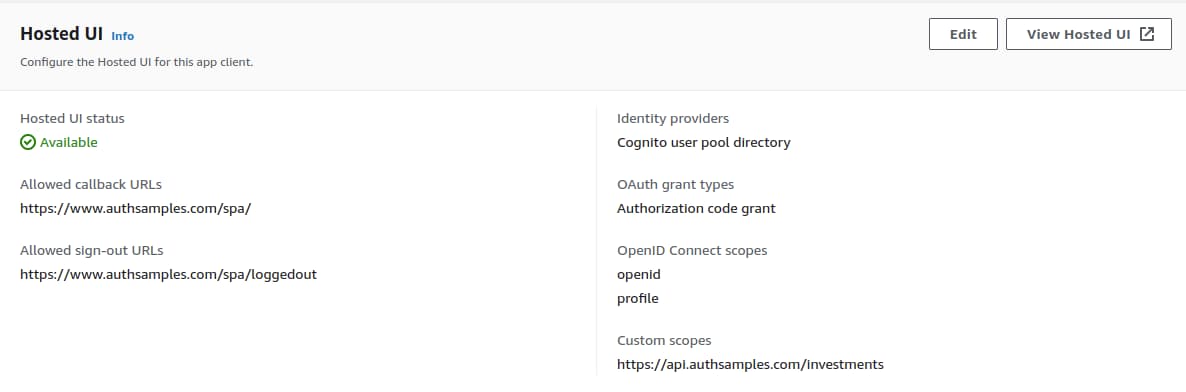 Hosted UI Info
Edit
View Hosted UI
Configure the Hosted UI for this app client.
Hosted UI status
Available
Allowed callback URLs
https://www.authsamples.com/spa/
Allowed sign-out URLs
https://www.authsamples.com/spa/loggedout
Identity providers
Cognito user pool directory
OAuth grant types
Authorization code grant
OpenID Connect scopes
openid
profile
Custom scopes
https://api.authsamples.com/investments